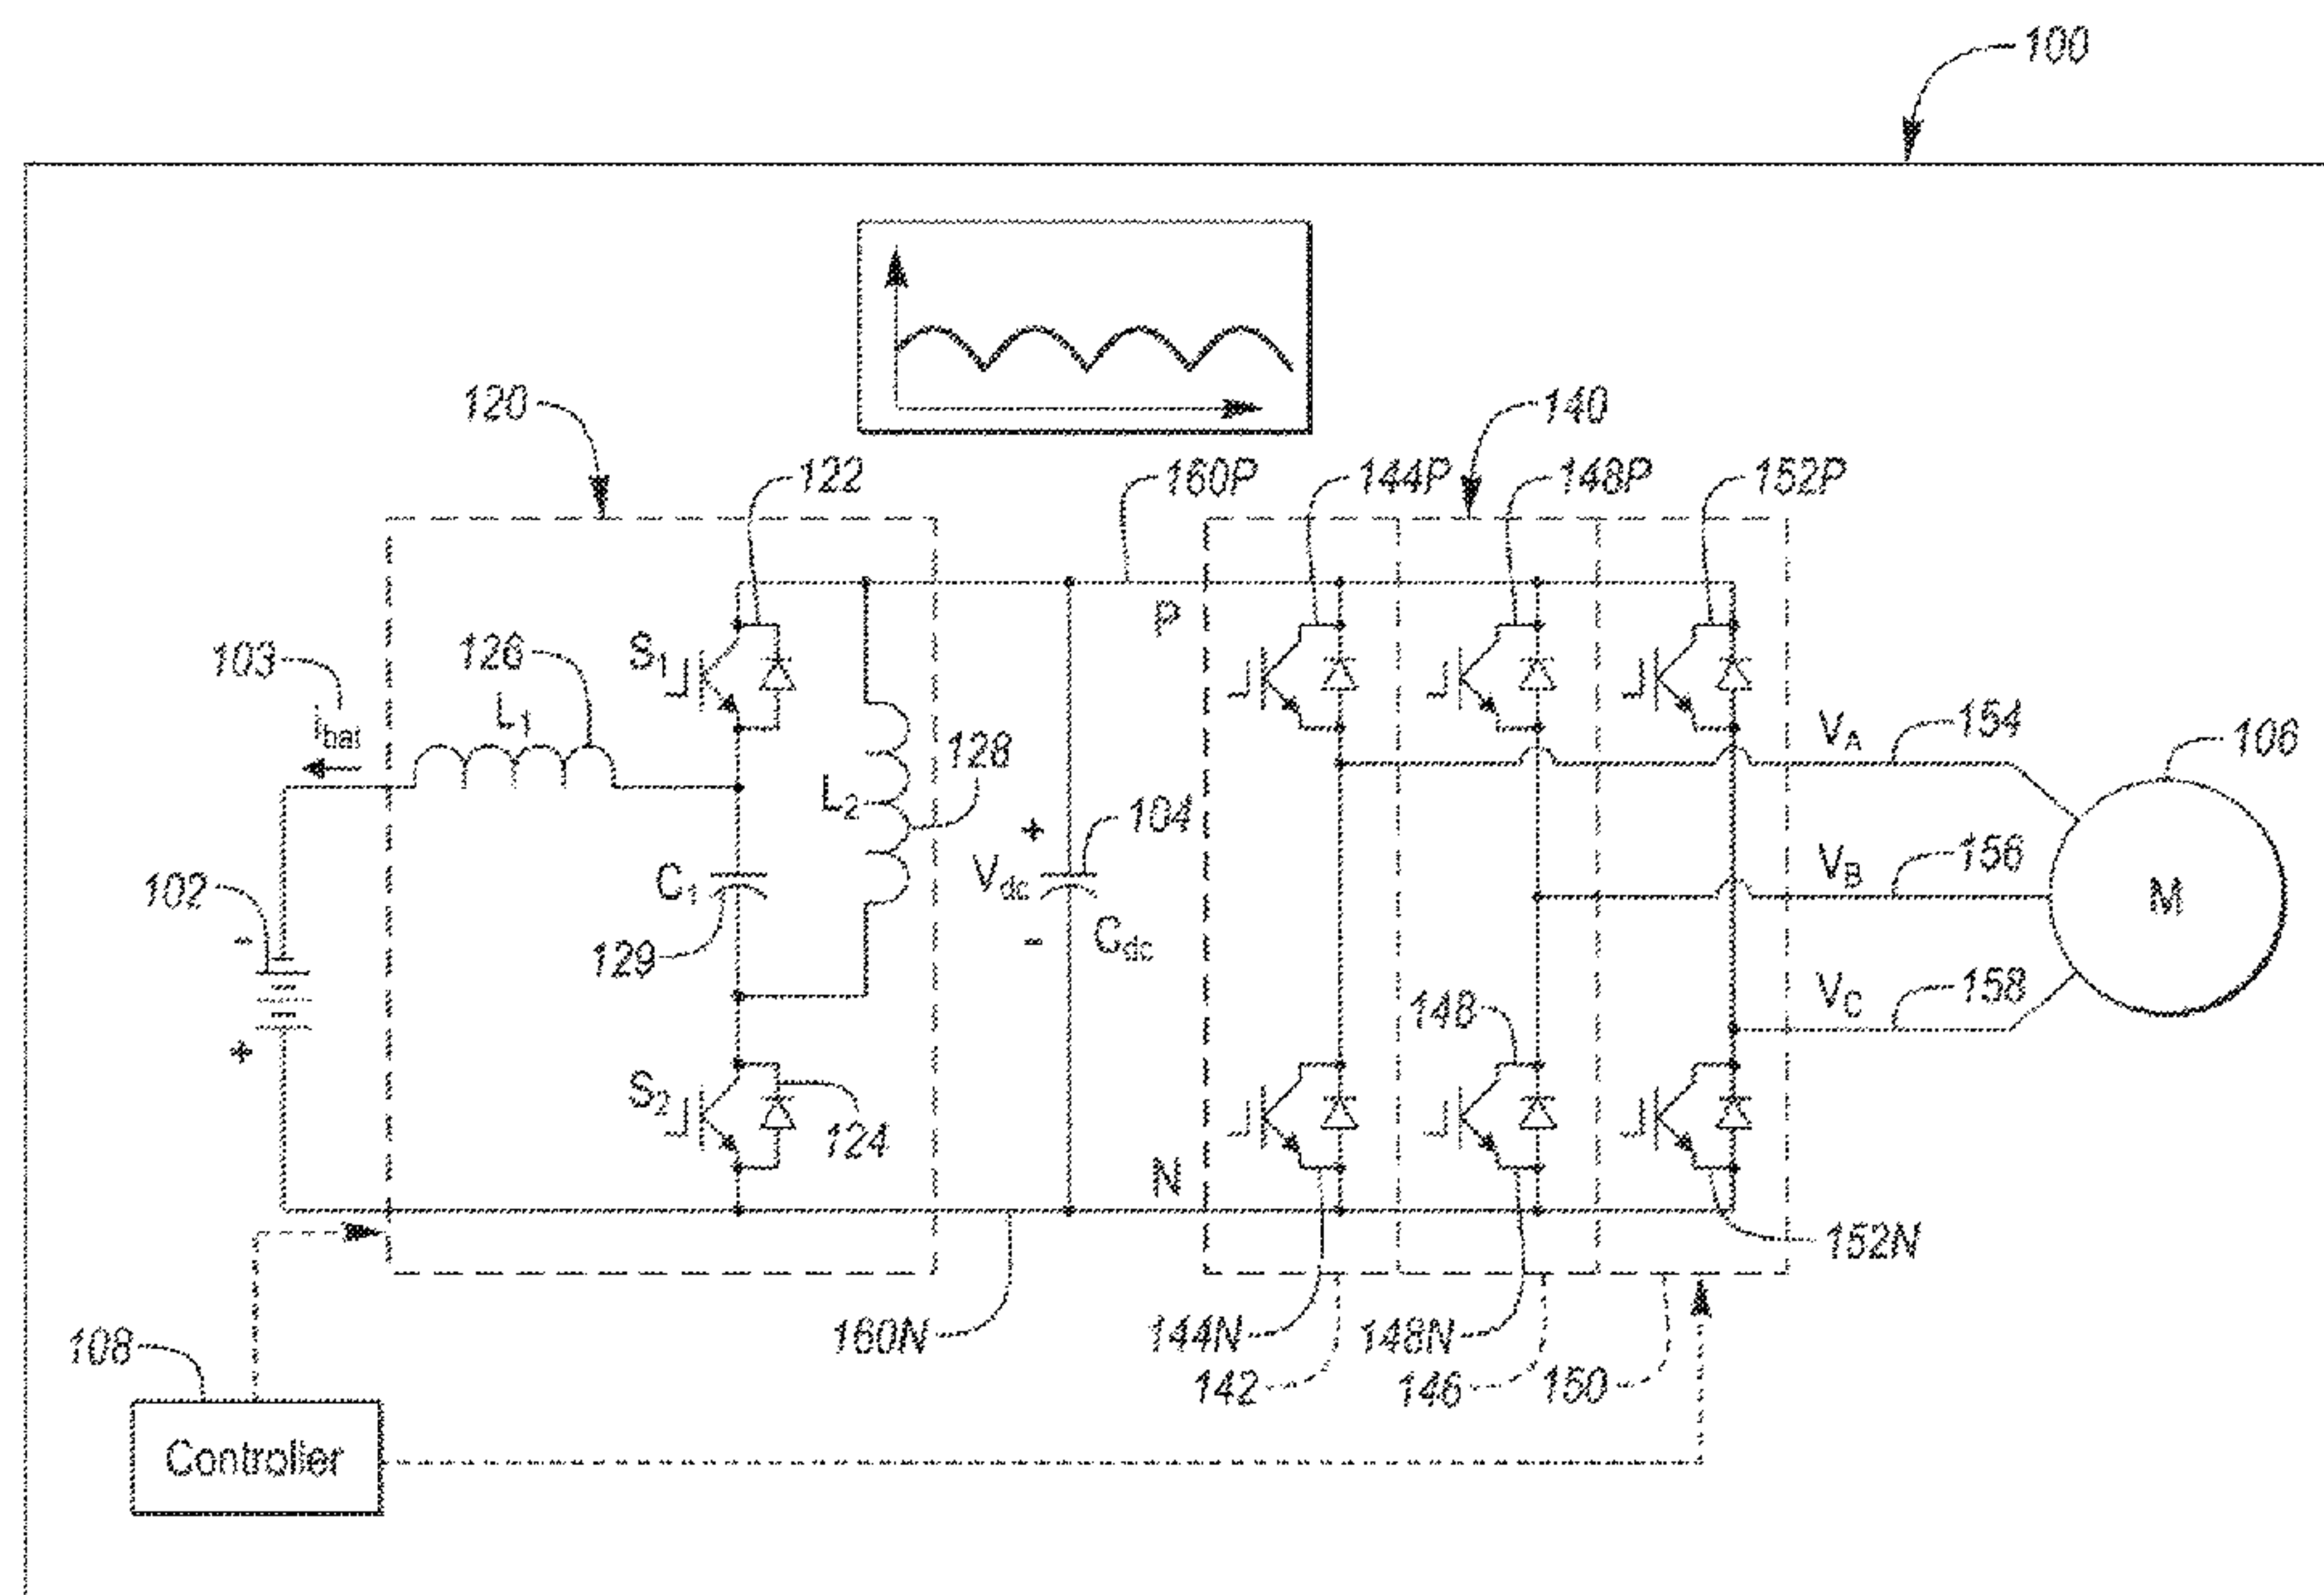 100
120
140
122
160P
144P
148P
152P
P
S1
103
126
ibat
L1
VA
154
106
128
L2
+
104
Vdc
C1
102
-
VB
156
M
129
-
Cdc
VC
158
148
+
S2
124
N
152N
160N
144N
148N
108
142
146
150
Controller